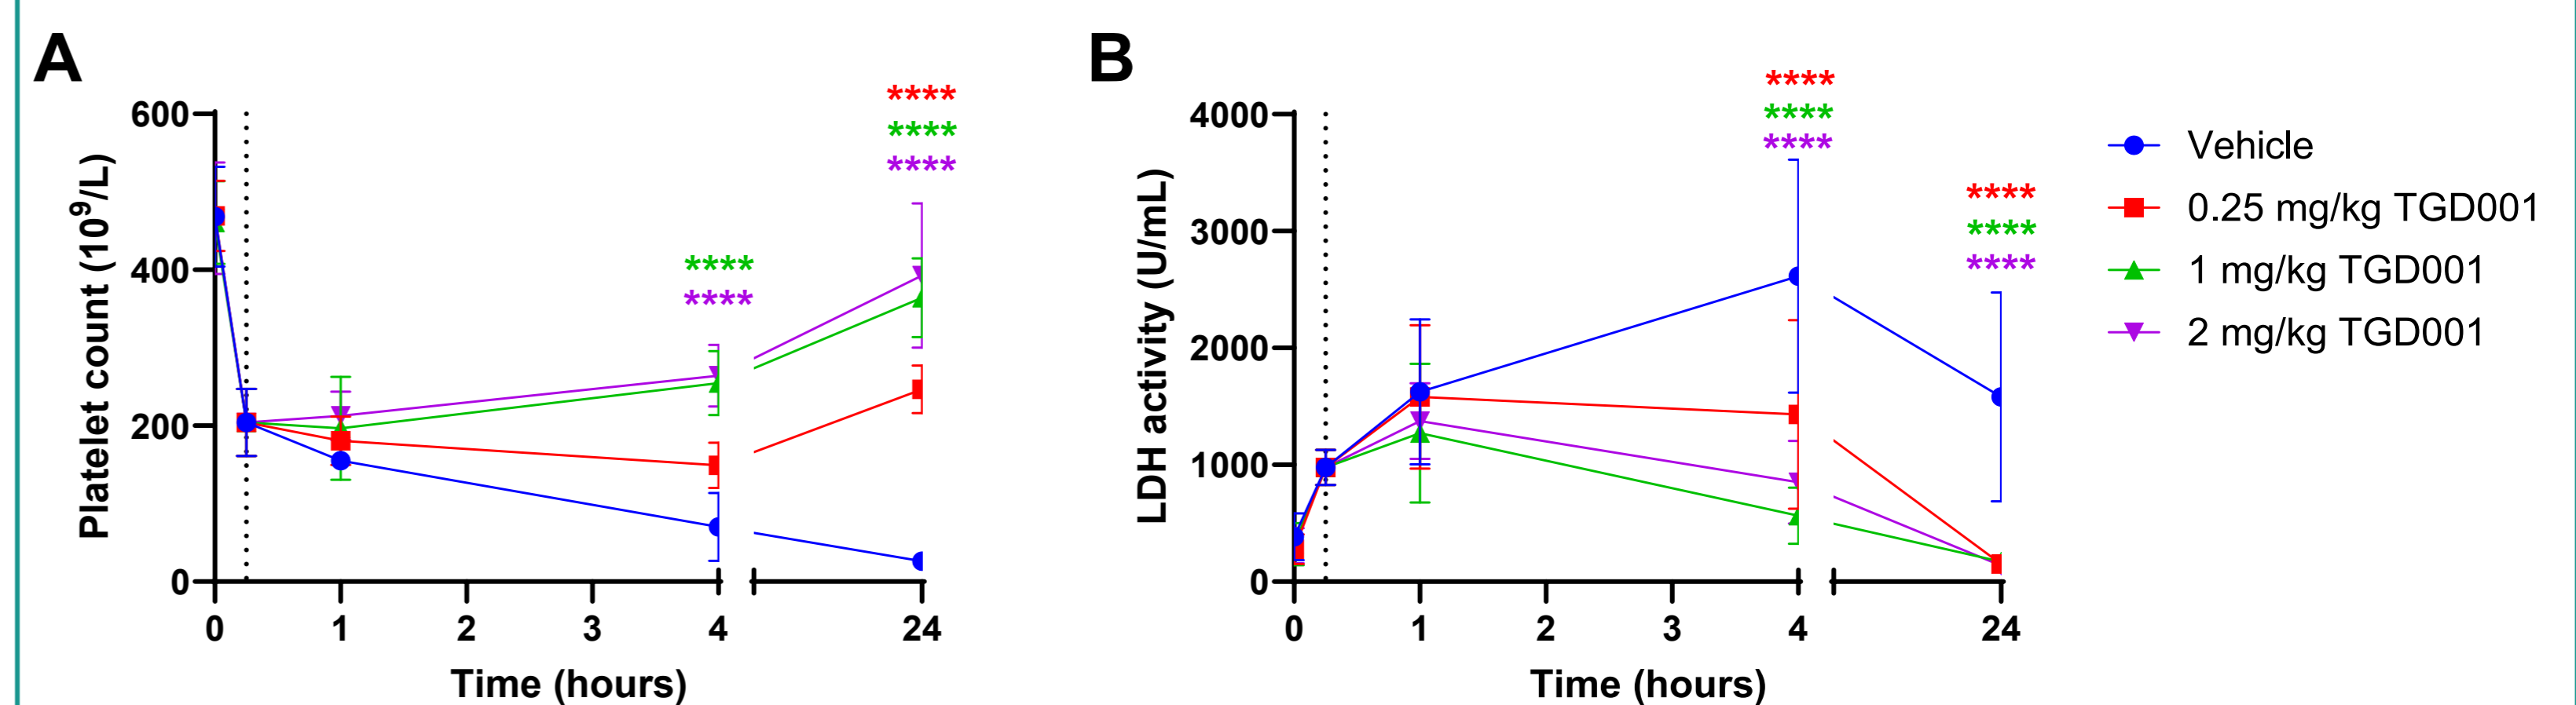 A
Platelet count (10⁹/L)
600
400
200
0
0 1 2 3 4 24
Time (hours)
****
****
****
****
****
B
LDH activity (U/mL)
4000
3000
2000
1000
0
0 1 2 3 4 24
Time (hours)
****
****
****
****
****
****
Vehicle
0.25 mg/kg TGD001
1 mg/kg TGD001
2 mg/kg TGD001